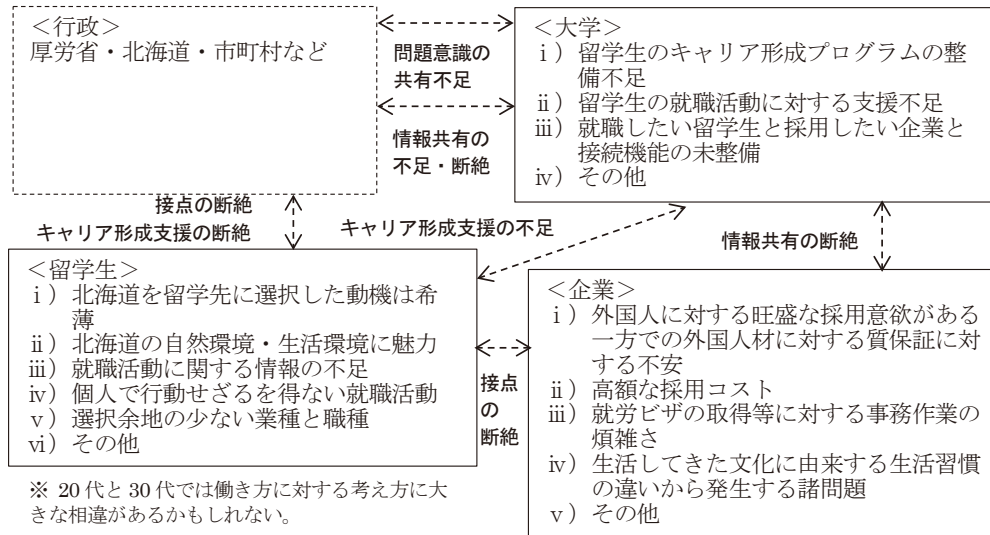 ＜行政＞
厚労省・北海道・市町村など
問題意識の
共有不足
情報共有の
不足・断絶
＜大学＞
ⅰ）留学生のキャリア形成プログラムの整
備不足
ⅱ）留学生の就職活動に対する支援不足
ⅲ）就職したい留学生と採用したい企業と
接続機能の未整備
ⅳ）その他
接点の断絶
キャリア形成支援の断絶
キャリア形成支援の不足
情報共有の断絶
＜留学生＞
ⅰ）北海道を留学先に選択した動機は希
薄
ⅱ）北海道の自然環境・生活環境に魅力
ⅲ）就職活動に関する情報の不足
ⅳ）個人で行動せざるを得ない就職活動
ⅴ）選択余地の少ない業種と職種
ⅵ）その他
接点
の
断絶
＜企業＞
ⅰ）外国人に対する旺盛な採用意欲がある
一方での外国人材に対する質保証に対
する不安
ⅱ）高額な採用コスト
ⅲ）就労ビザの取得等に対する事務作業の
煩雑さ
ⅳ）生活してきた文化に由来する生活習慣
の違いから発生する諸問題
ⅴ）その他
※ 20代と30代では働き方に対する考え方に大
きな相違があるかもしれない。